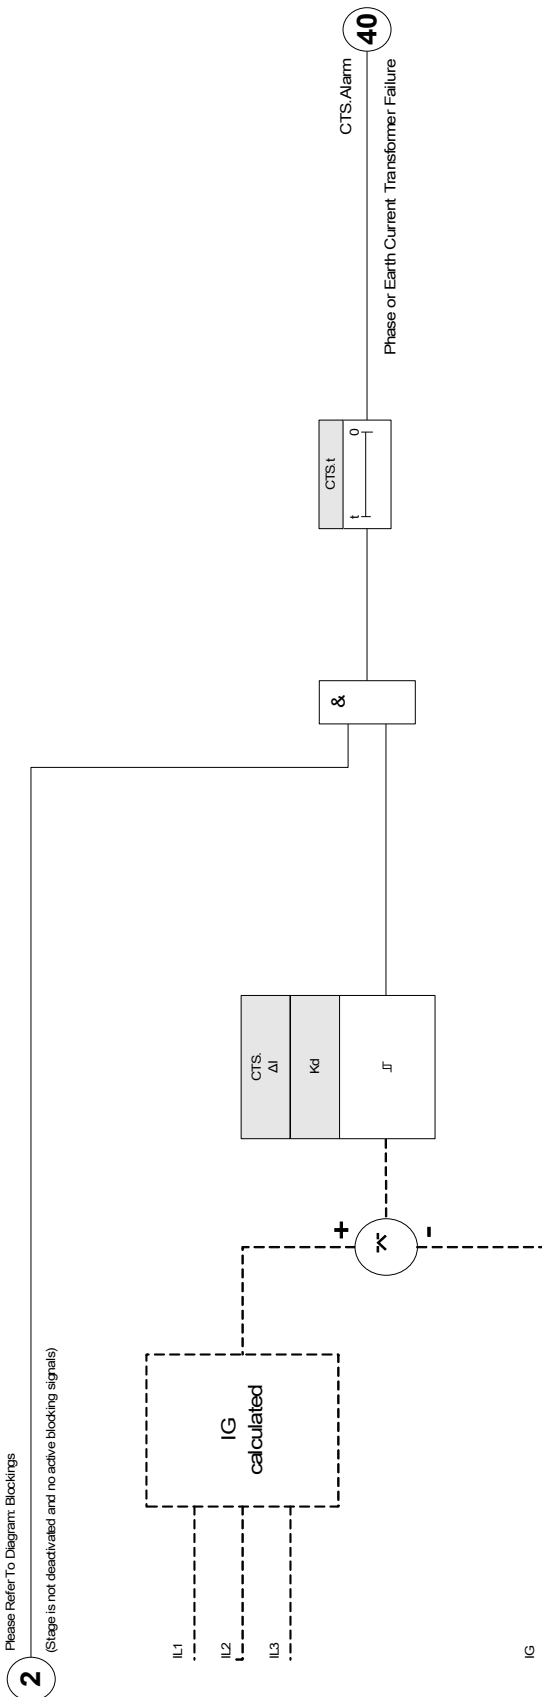 2
Please Refer To Diagram: Blockings
(Stage is not deactivated and no active blocking signals)
IL1
IL2
IL3
IG
calculated
IG
+
-
CTS.
ΔI
Kd
&
CTS.t
t
0
CTS.Alarm
40
Phase or Earth Current Transformer Failure